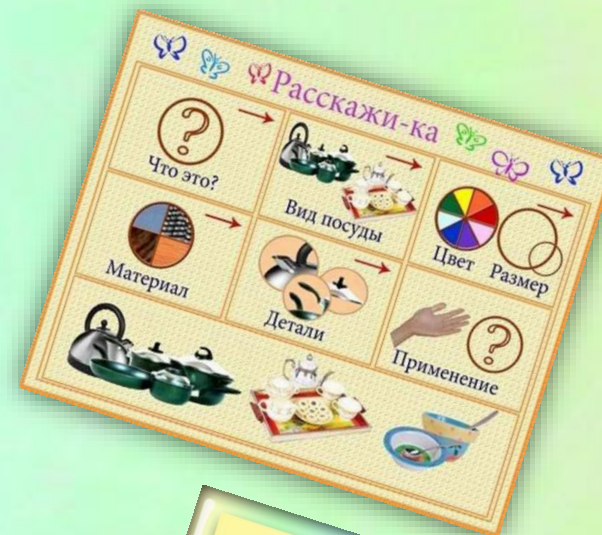 Расскажи-ка
Что это?
Вид посуды
Цвет Размер
Материал
Детали
Применение